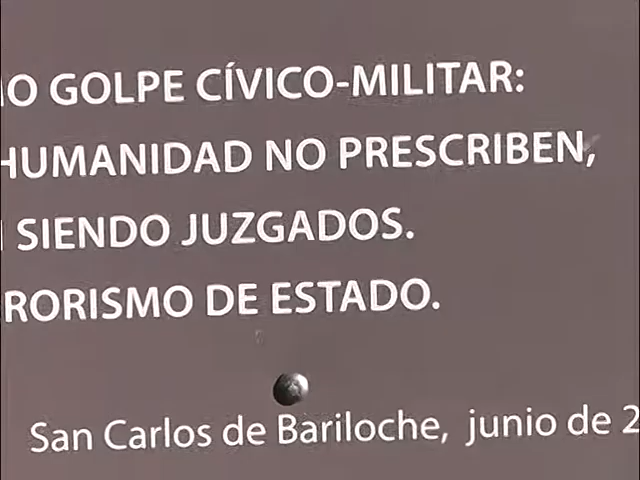 O GOLPE CÍVICO-MILITAR:
HUMANIDAD NO PRESCRIBEN,
SIENDO JUZGADOS.
RORISMO DE ESTADO.
San Carlos de Bariloche, junio de 2